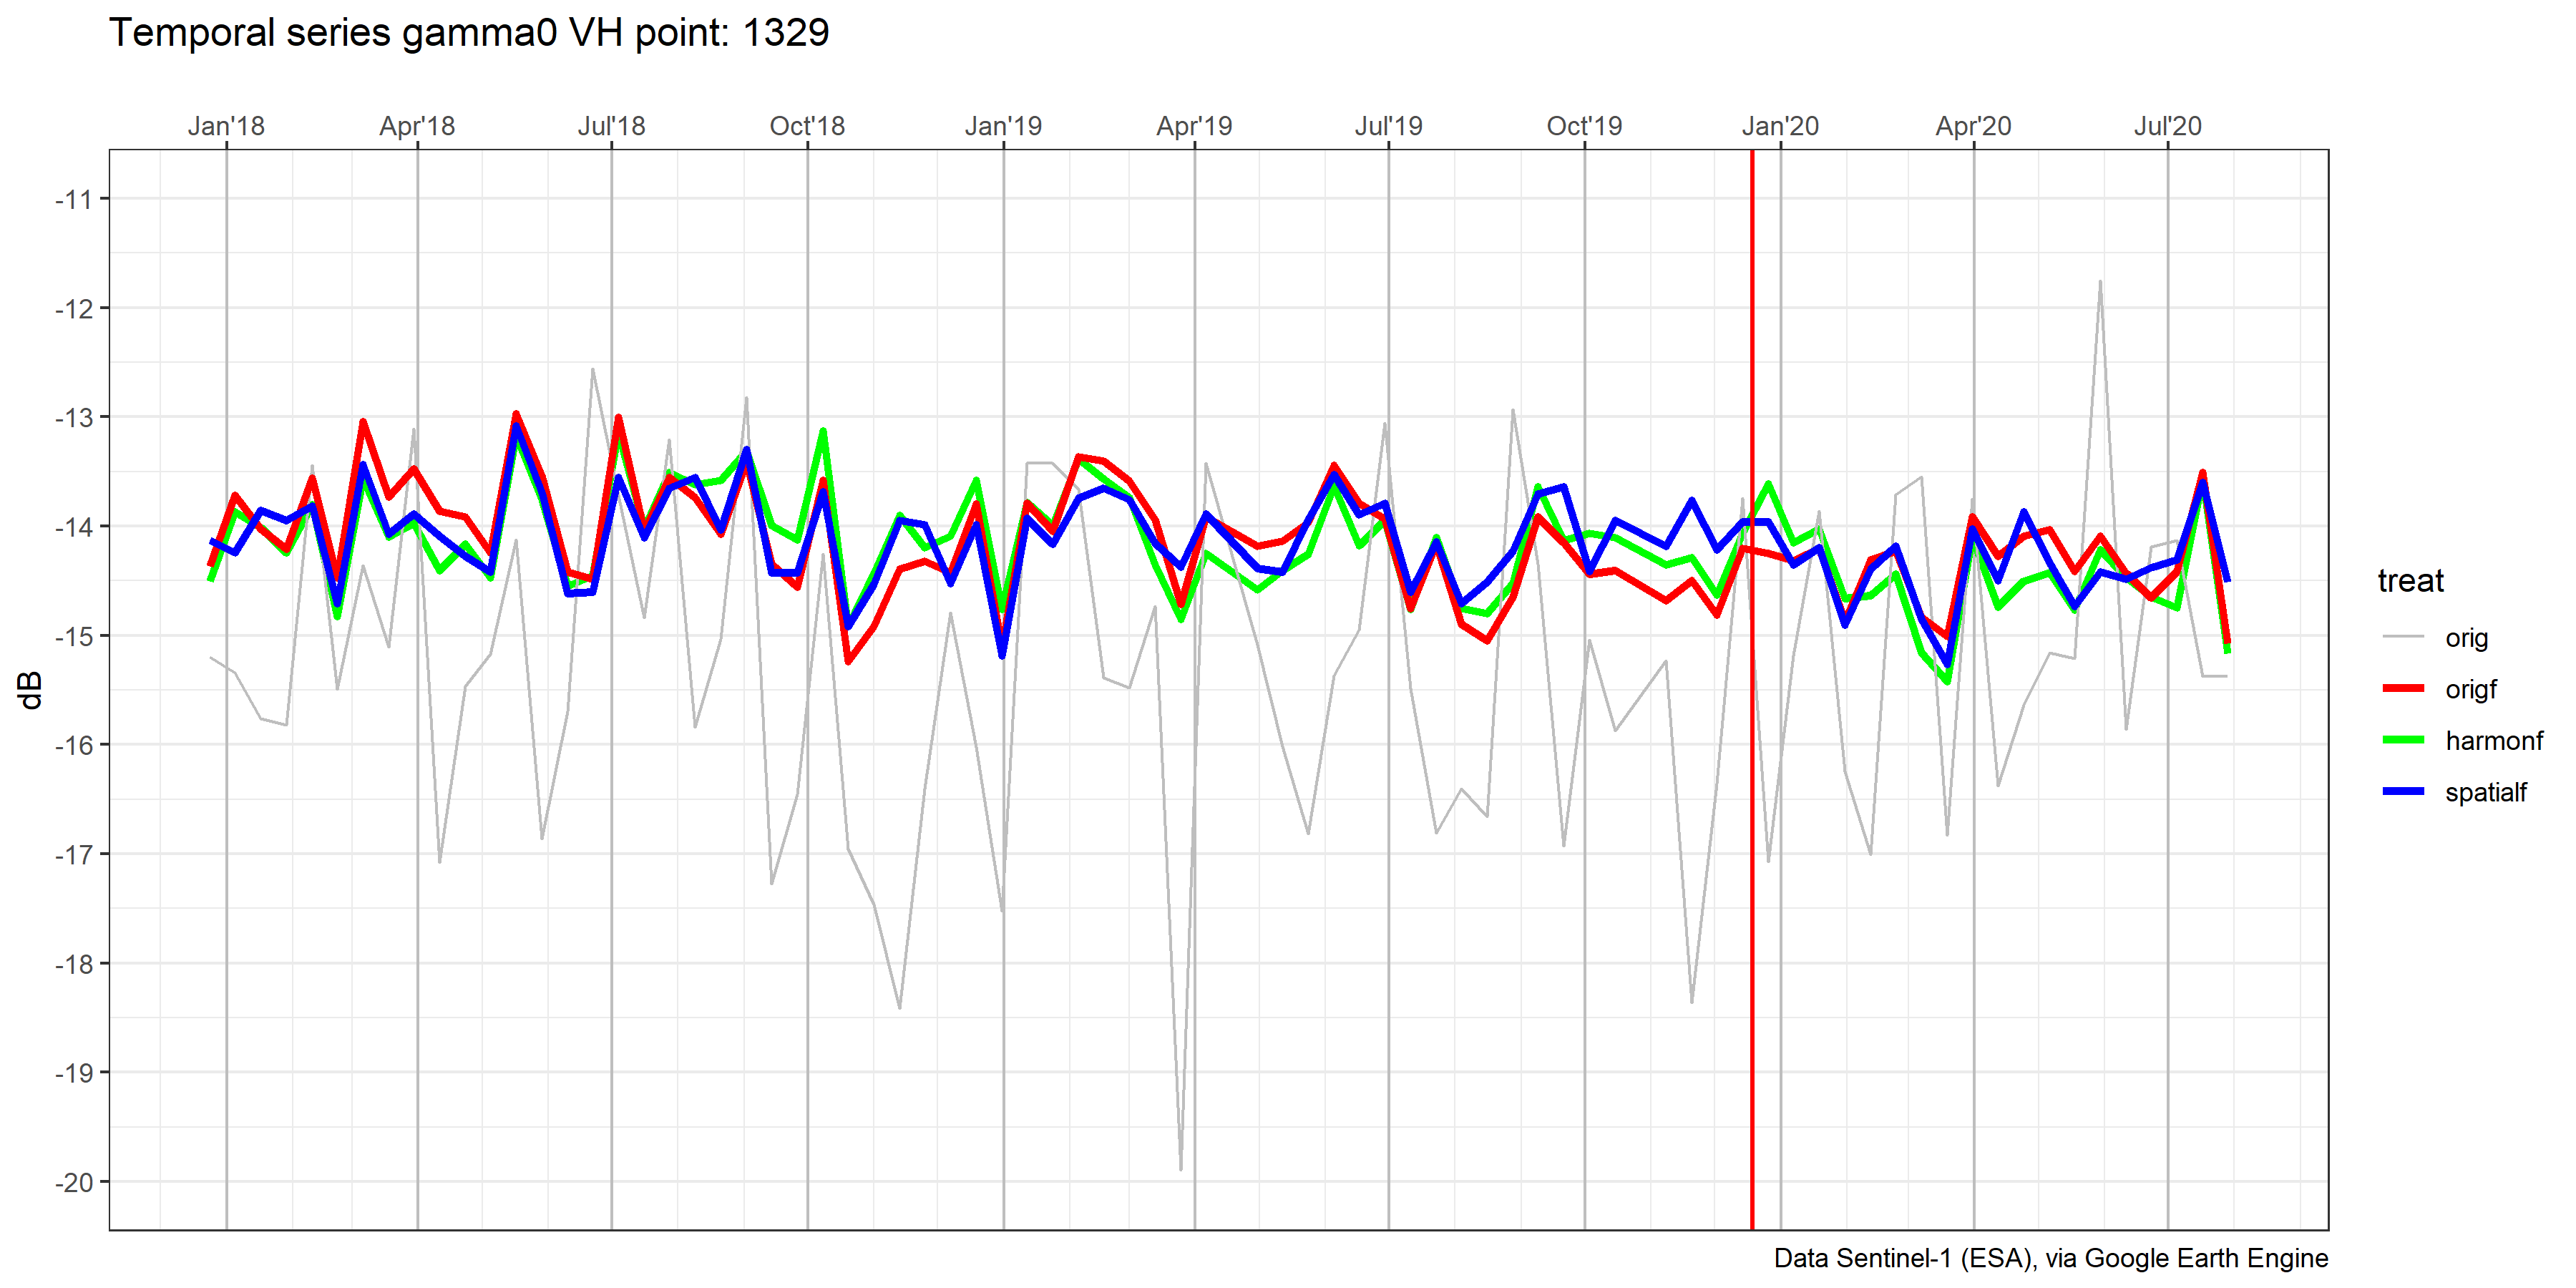 Temporal series gamma0 VH point: 1329
Jan'18 Apr'18 Jul'18 Oct'18 Jan'19 Apr'19 Jul'19 Oct'19 Jan'20 Apr'20 Jul'20
-11
-12
-13
-14
-15
-16
-17
-18
-19
-20
dB
treat
orig
origf
harmonf
spatialf
Data Sentinel-1 (ESA), via Google Earth Engine